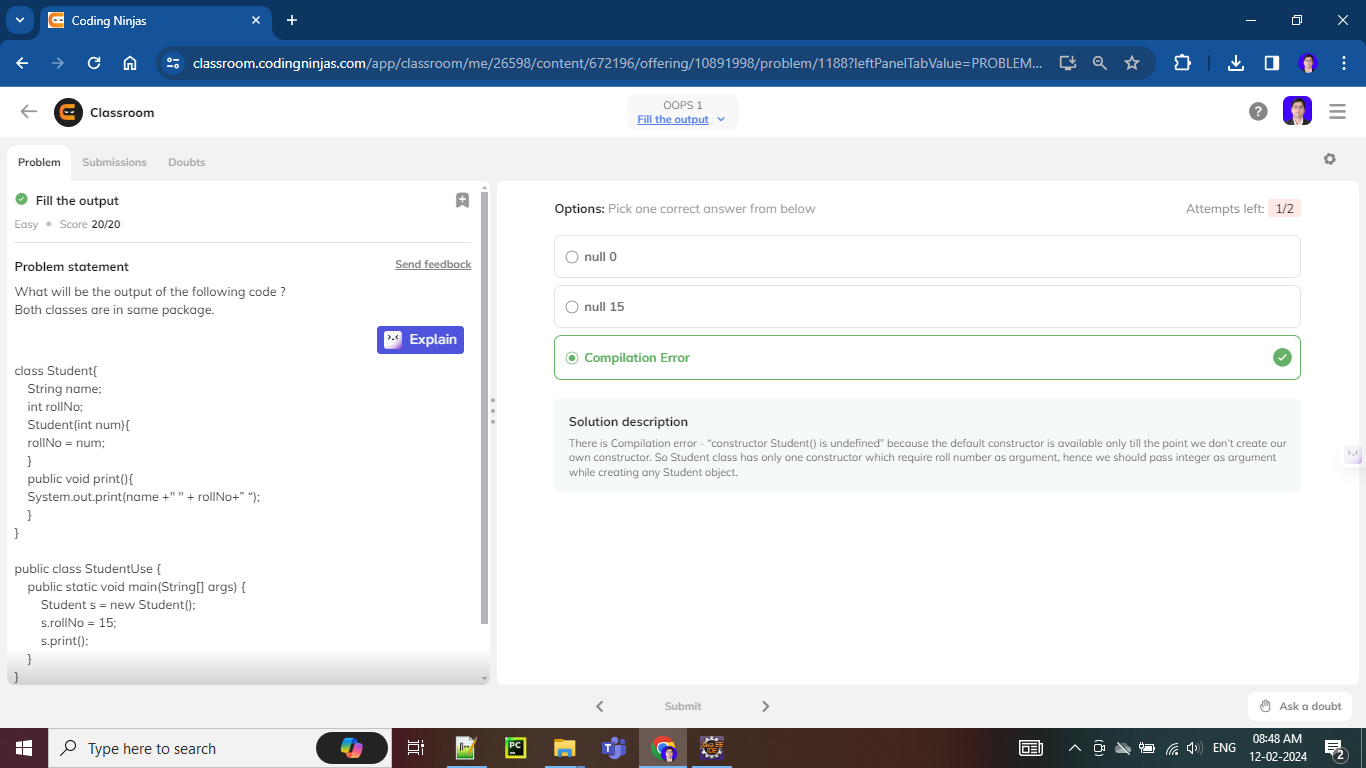 Coding Ninjas
classroom.codingninjas.com/app/classroom/me/26598/content/672196/offering/10891998/problem/1188?leftPanelTabValue=PROBLEM...
Classroom
OOPS 1
Fill the output
Problem
Submissions
Doubts
Fill the output
Easy
Score 20/20
Problem statement
Send feedback
What will be the output of the following code ?
Both classes are in same package.
Explain
class Student{
String name;
int rollNo;
Student(int num){
rollNo = num;
}
public void print(){
System.out.print(name +" " + rollNo+” “);
}
}
public class StudentUse {
public static void main(String[] args) {
Student s = new Student();
s.rollNo = 15;
s.print();
}
}
Options: Pick one correct answer from below
Attempts left: 1/2
null 0
null 15
Compilation Error
Solution description
There is Compilation error - “constructor Student() is undefined” because the default constructor is available only till the point we don’t create our
own constructor. So Student class has only one constructor which require roll number as argument, hence we should pass integer as argument
while creating any Student object.
Submit
Ask a doubt
Type here to search
PC
JAVA EE
IDE
ENG
08:48 AM
12-02-2024
2